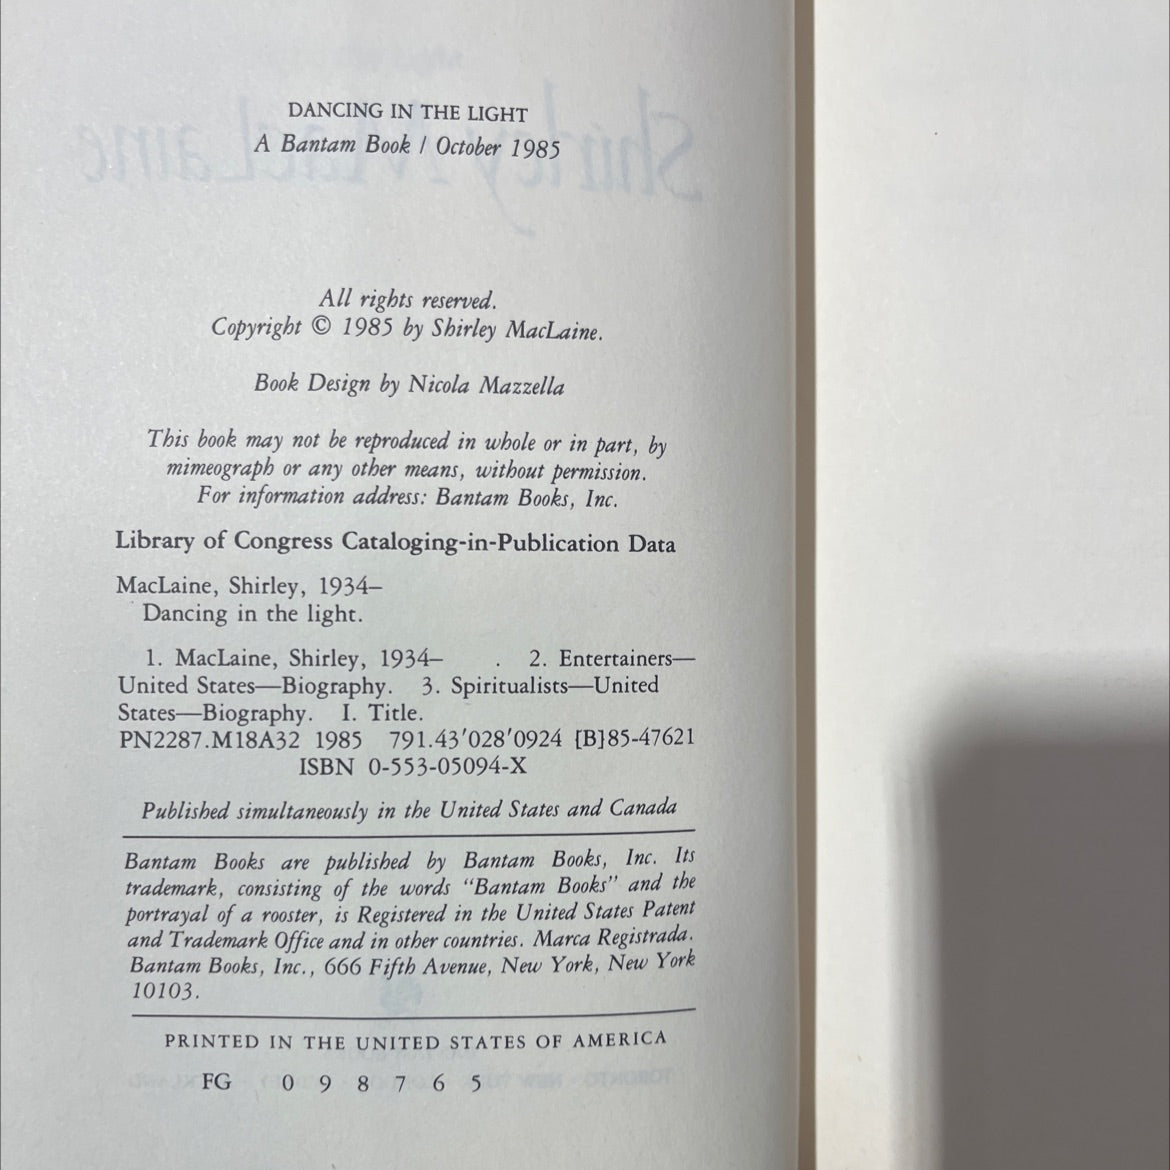 DANCING IN THE LIGHT
A Bantam Book / October 1985
All rights reserved.
Copyright © 1985 by Shirley MacLaine.
Book Design by Nicola Mazzella
This book may not be reproduced in whole or in part, by
mimeograph or any other means, without permission.
For information address: Bantam Books, Inc.
Library of Congress Cataloging-in-Publication Data
MacLaine, Shirley, 1934–
Dancing in the light.
1. MacLaine, Shirley, 1934– . 2. Entertainers—
United States—Biography. 3. Spiritualists—United
States—Biography. I. Title.
PN2287.M18A32 1985 791.43′028′0924 [B]85-47621
ISBN 0-553-05094-X
Published simultaneously in the United States and Canada
Bantam Books are published by Bantam Books, Inc. Its
trademark, consisting of the words “Bantam Books” and the
portrayal of a rooster, is Registered in the United States Patent
and Trademark Office and in other countries. Marca Registrada.
Bantam Books, Inc., 666 Fifth Avenue, New York, New York
10103.
PRINTED IN THE UNITED STATES OF AMERICA
FG 0 9 8 7 6 5